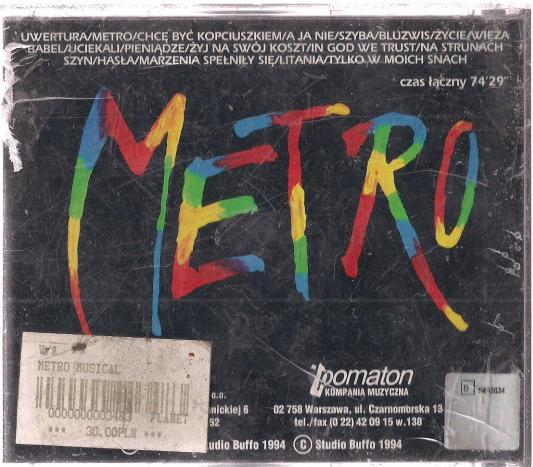 UWERTURA/METRO/CHCĘ BYĆ KOPCIUSZKIEM/A JA NIE/SZYBA/BLUZWIS/ŻYCIE/WIEŻA
BABEL/UCIEKALI/PIENIĄDZE/ŻYJ NA SWÓJ KOSZT/IN GOD WE TRUST/NA STRUNACH
SZYN/HASŁA/MARZENIA SPEŁNIŁY SIĘ/LITANIA/TYLKO W MOICH SNACH
czas łączny 74'29"
METRO
pomaton
KOMPANIA MUZYCZNA
METRO MUSICAL
PLANET
*** 30.00PLN ***
o.o.
nickiej 6
52
02 758 Warszawa, ul. Czarnombrska 13
tel./fax (0 22) 42 09 15 w.138
udio Buffo 1994 © Studio Buffo 1994
B